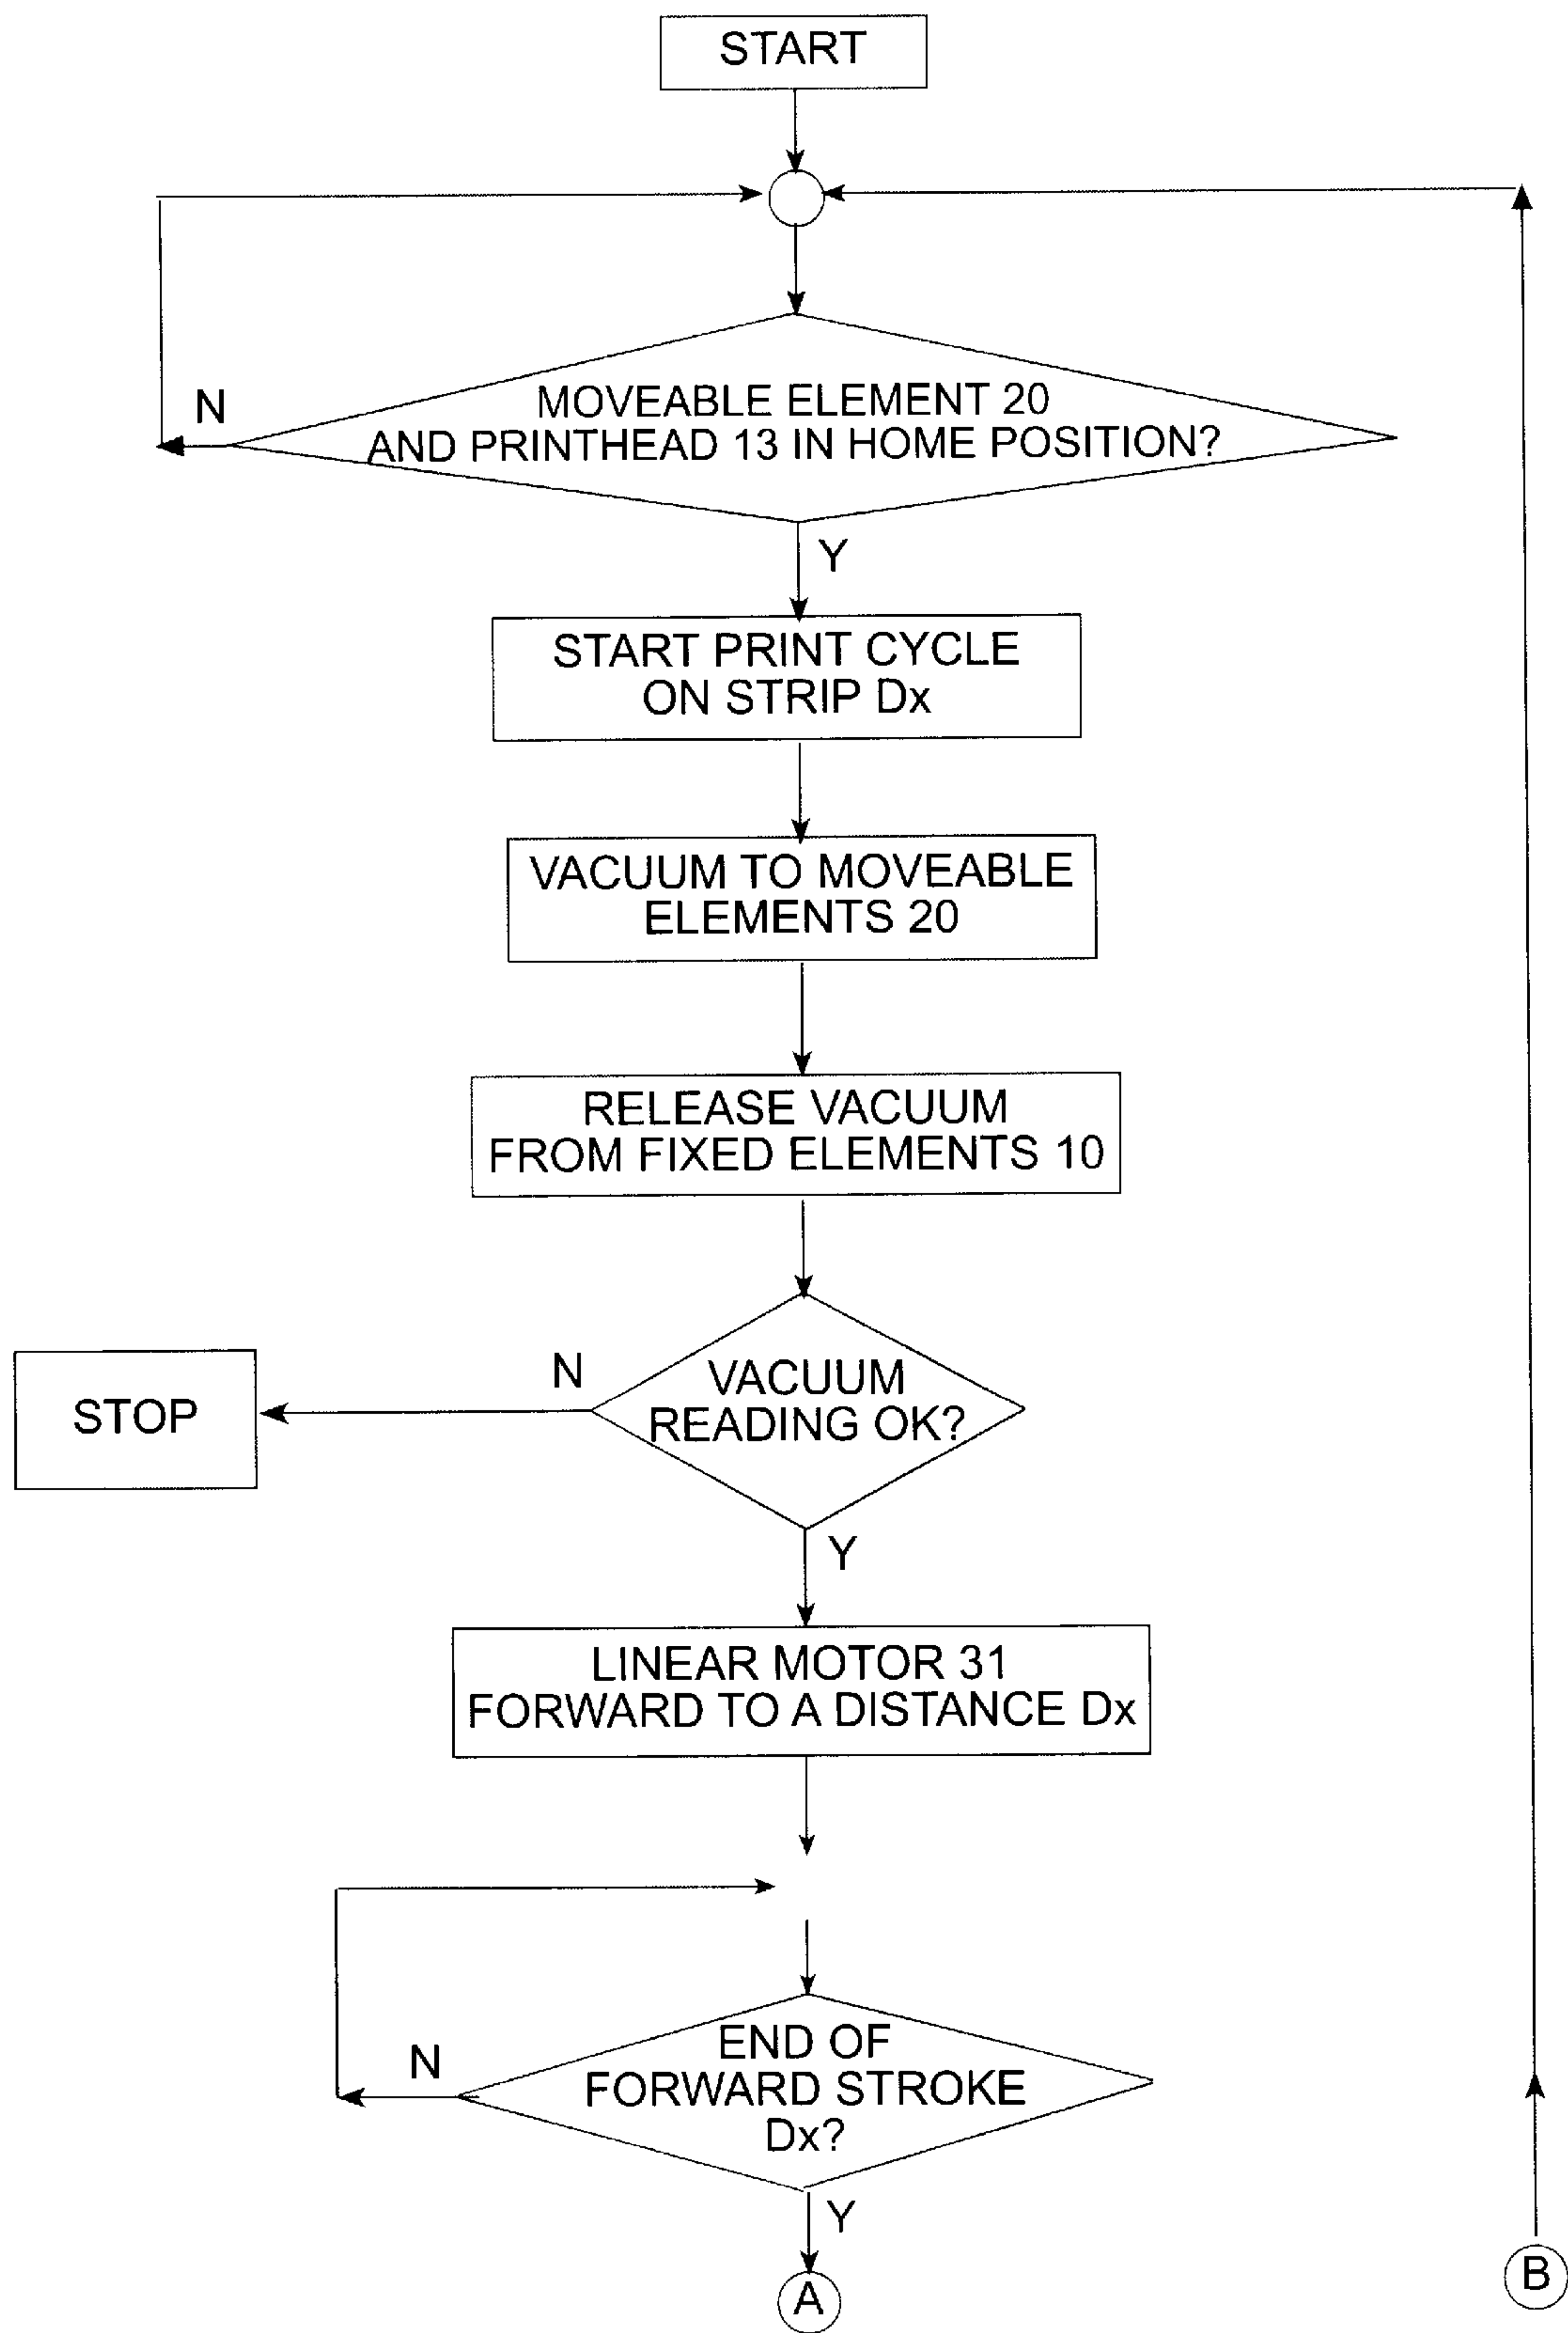 START
N
MOVEABLE ELEMENT 20
AND PRINTHEAD 13 IN HOME POSITION?
Y
START PRINT CYCLE
ON STRIP Dx
VACUUM TO MOVEABLE
ELEMENTS 20
RELEASE VACUUM
FROM FIXED ELEMENTS 10
STOP
N
VACUUM
READING OK?
Y
LINEAR MOTOR 31
FORWARD TO A DISTANCE Dx
N
END OF
FORWARD STROKE
Dx?
Y
A
B